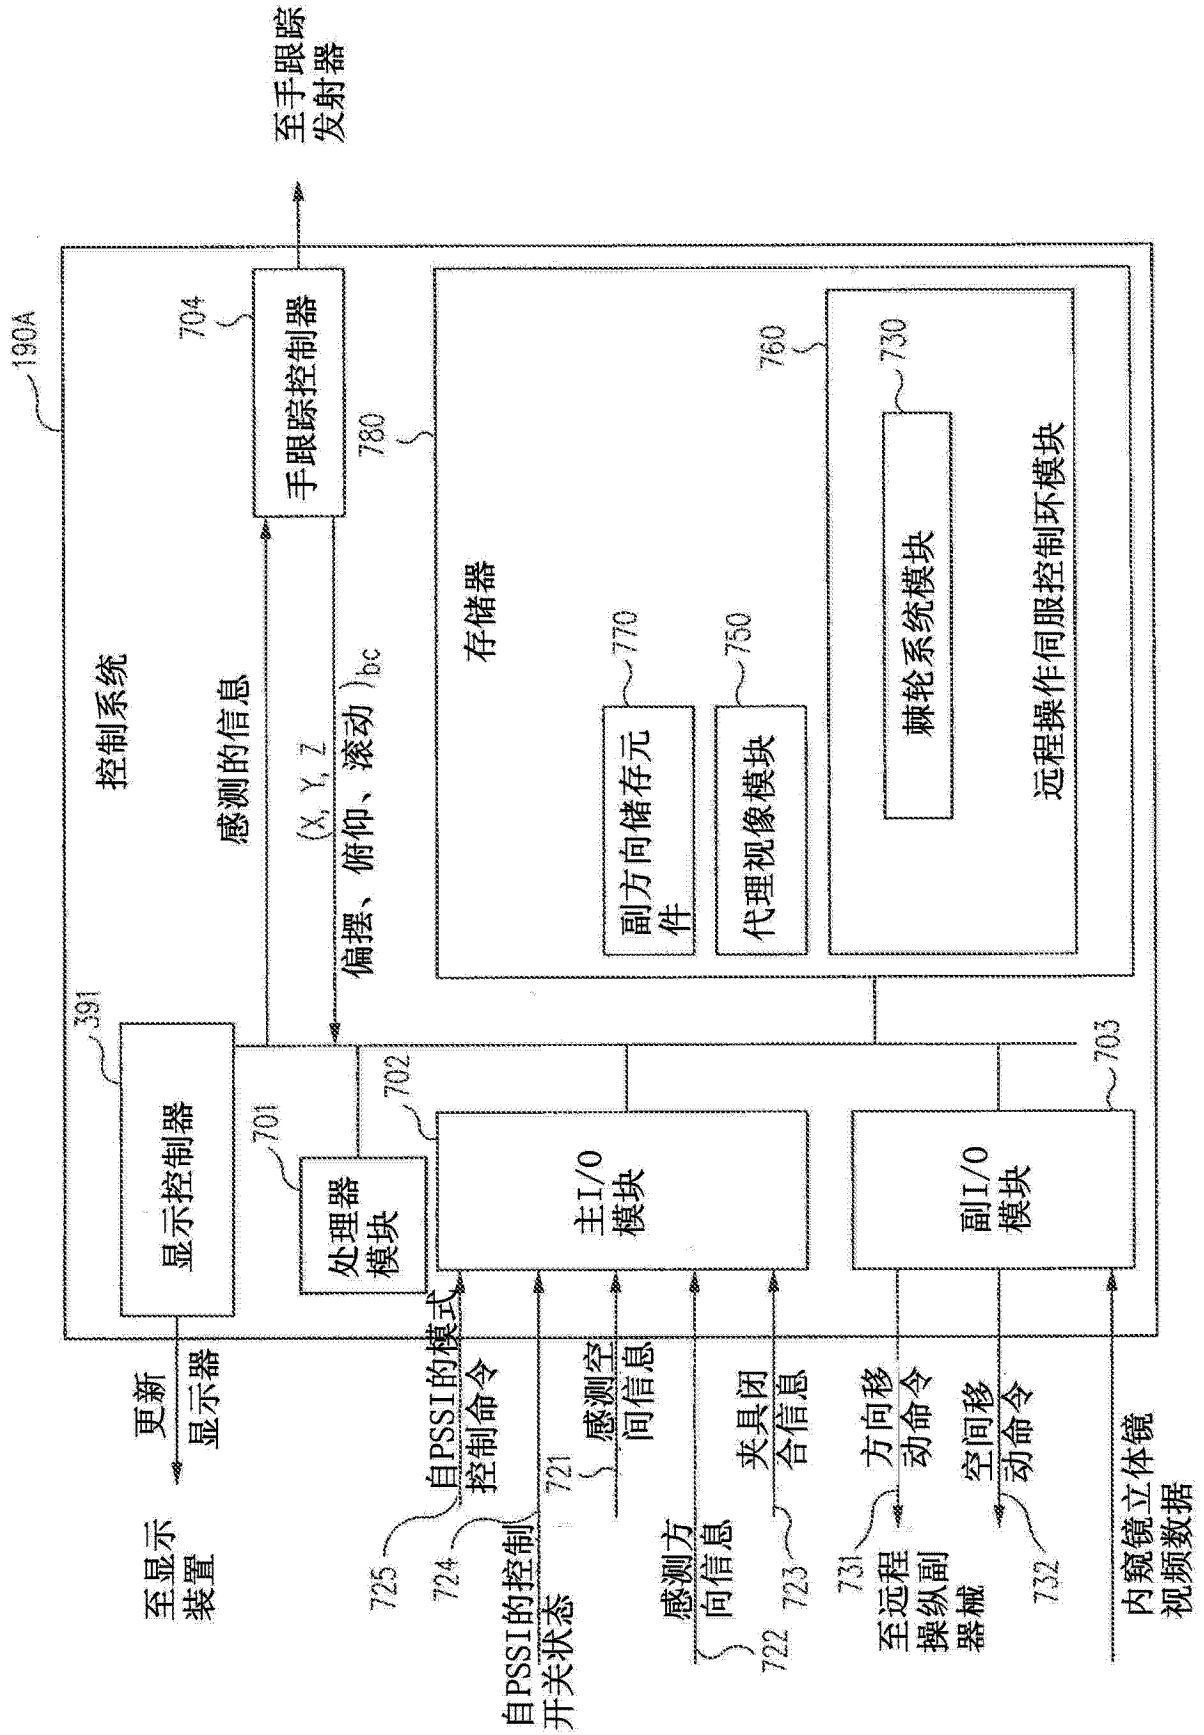 190A
控制系统
至手跟踪
发射器
704
手跟踪控制器
感测的信息
(X, Y, Z
偏摆、俯仰、滚动 )bc
391
显示控制器
更新
显示器
至显示
装置
701
处理器
模块
702
主I/O
模块
703
副I/O
模块
780
存储器
770
副方向储存元
件
750
代理视像模块
760
730
棘轮系统模块
远程操作伺服控制环模块
自PSSI的模式
控制命令
725
自PSSI的控制
开关状态
724
感测空
间信息
721
感测方
向信息
722
夹具闭
合信息
723
方向移
动命令
731
至远程
操纵副
器械
空间移
动命令
732
内窥镜立体镜
视频数据